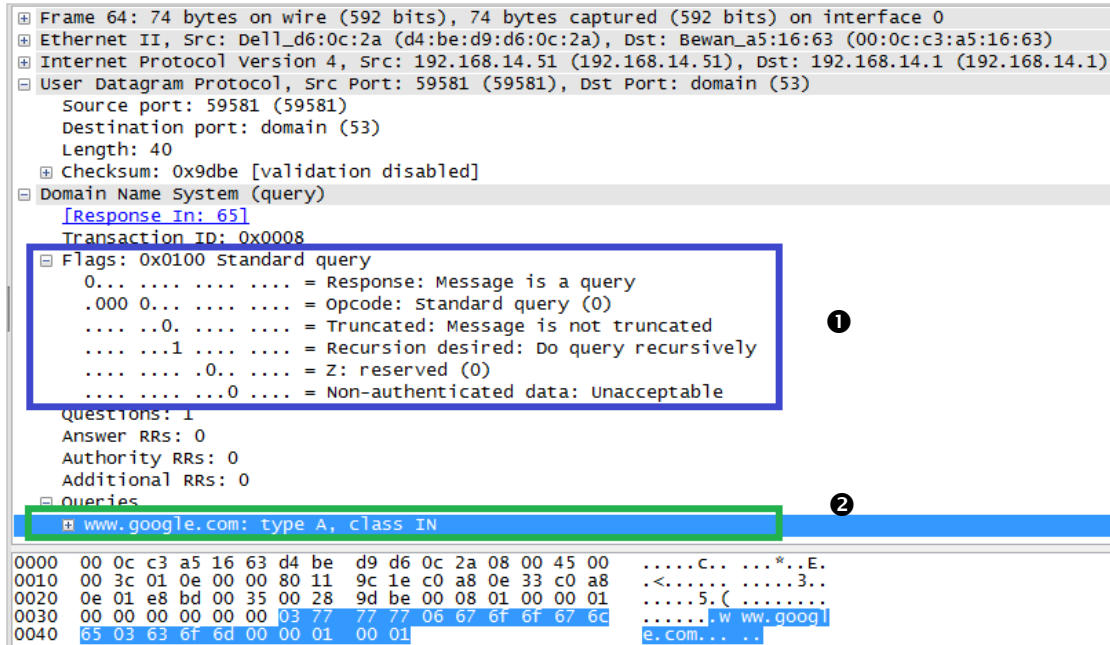 Frame 64: 74 bytes on wire (592 bits), 74 bytes captured (592 bits) on interface 0
Ethernet II, Src: Dell_d6:0c:2a (d4:be:d9:d6:0c:2a), Dst: Bewan_a5:16:63 (00:0c:c3:a5:16:63)
Internet Protocol Version 4, Src: 192.168.14.51 (192.168.14.51), Dst: 192.168.14.1 (192.168.14.1)
User Datagram Protocol, Src Port: 59581 (59581), Dst Port: domain (53)
Source port: 59581 (59581)
Destination port: domain (53)
Length: 40
Checksum: 0x9dbe [validation disabled]
Domain Name System (query)
[Response In: 65]
Transaction ID: 0x0008
Flags: 0x0100 Standard query
0... .... .... .... = Response: Message is a query
.000 0... .... .... = Opcode: Standard query (0)
.... ..0. .... .... = Truncated: Message is not truncated
.... ...1 .... .... = Recursion desired: Do query recursively
.... .... .0.. .... = Z: reserved (0)
.... .... ...0 .... = Non-authenticated data: Unacceptable
❶
Questions: 1
Answer RRs: 0
Authority RRs: 0
Additional RRs: 0
Queries
❷
www.google.com: type A, class IN
0000 00 0c c3 a5 16 63 d4 be d9 d6 0c 2a 08 00 45 00 .....c.. ...*..E.
0010 00 3c 01 0e 00 00 80 11 9c 1e c0 a8 0e 33 c0 a8 .<...... .....3..
0020 0e 01 e8 bd 00 35 00 28 9d be 00 08 01 00 00 01 .....5.( ........
0030 00 00 00 00 00 00 03 77 77 77 06 67 6f 6f 67 6c .......w ww.googl
0040 65 03 63 6f 6d 00 00 01 00 01 e.com... ..